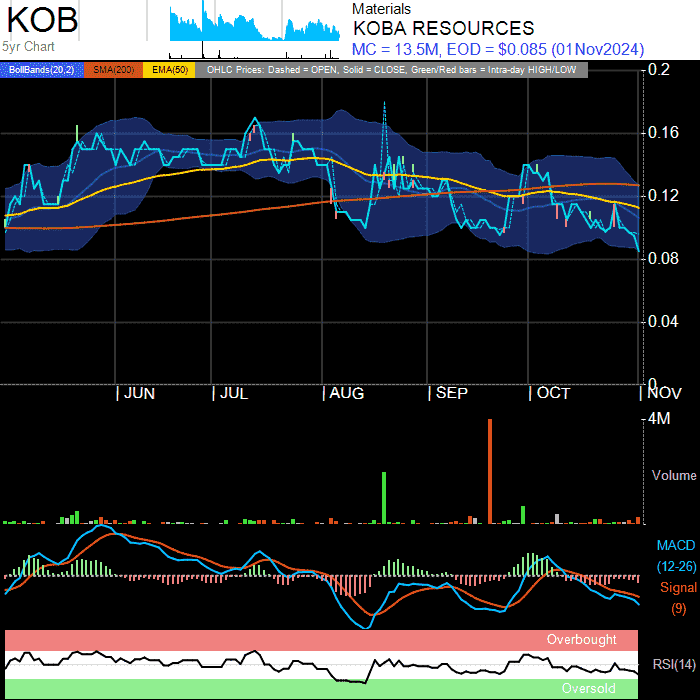 KOB
5yr Chart
Materials
KOBA RESOURCES
MC = 13.5M, EOD = $0.085 (01Nov2024)
BollBands(20,2) SMA(200) EMA(50) OHLC Prices: Dashed = OPEN, Solid = CLOSE, Green/Red bars = Intra-day HIGH/LOW
0.2
0.16
0.12
0.08
0.04
0
JUN JUL AUG SEP OCT NOV
4M
Volume
MACD
(12-26)
Signal
(9)
Overbought
RSI(14)
Oversold